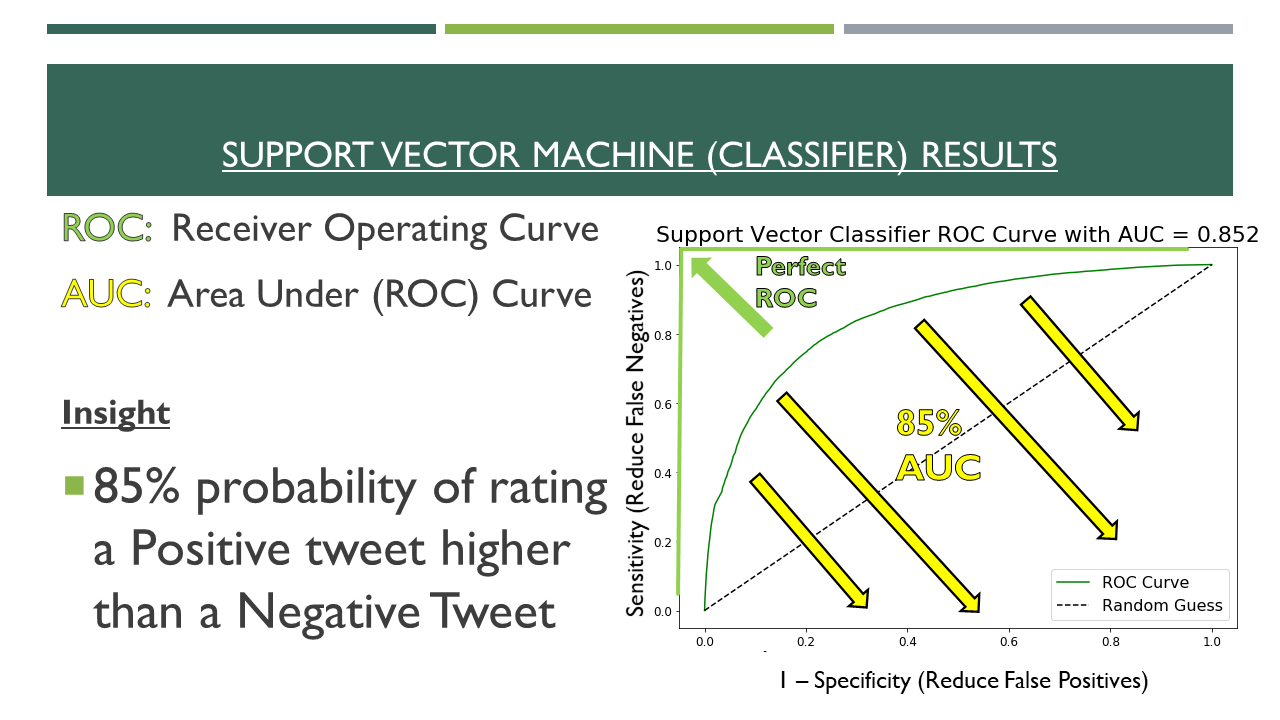 SUPPORT VECTOR MACHINE (CLASSIFIER) RESULTS
ROC: Receiver Operating Curve
AUC: Area Under (ROC) Curve
Insight
85% probability of rating
a Positive tweet higher
than a Negative Tweet
Support Vector Classifier ROC Curve with AUC = 0.852
Sensitivity (Reduce False Negatives)
1.0
0.8
0.6
0.4
0.2
0.0
Perfect
ROC
85%
AUC
ROC Curve
Random Guess
0.0 0.2 0.4 0.6 0.8 1.0
1 – Specificity (Reduce False Positives)